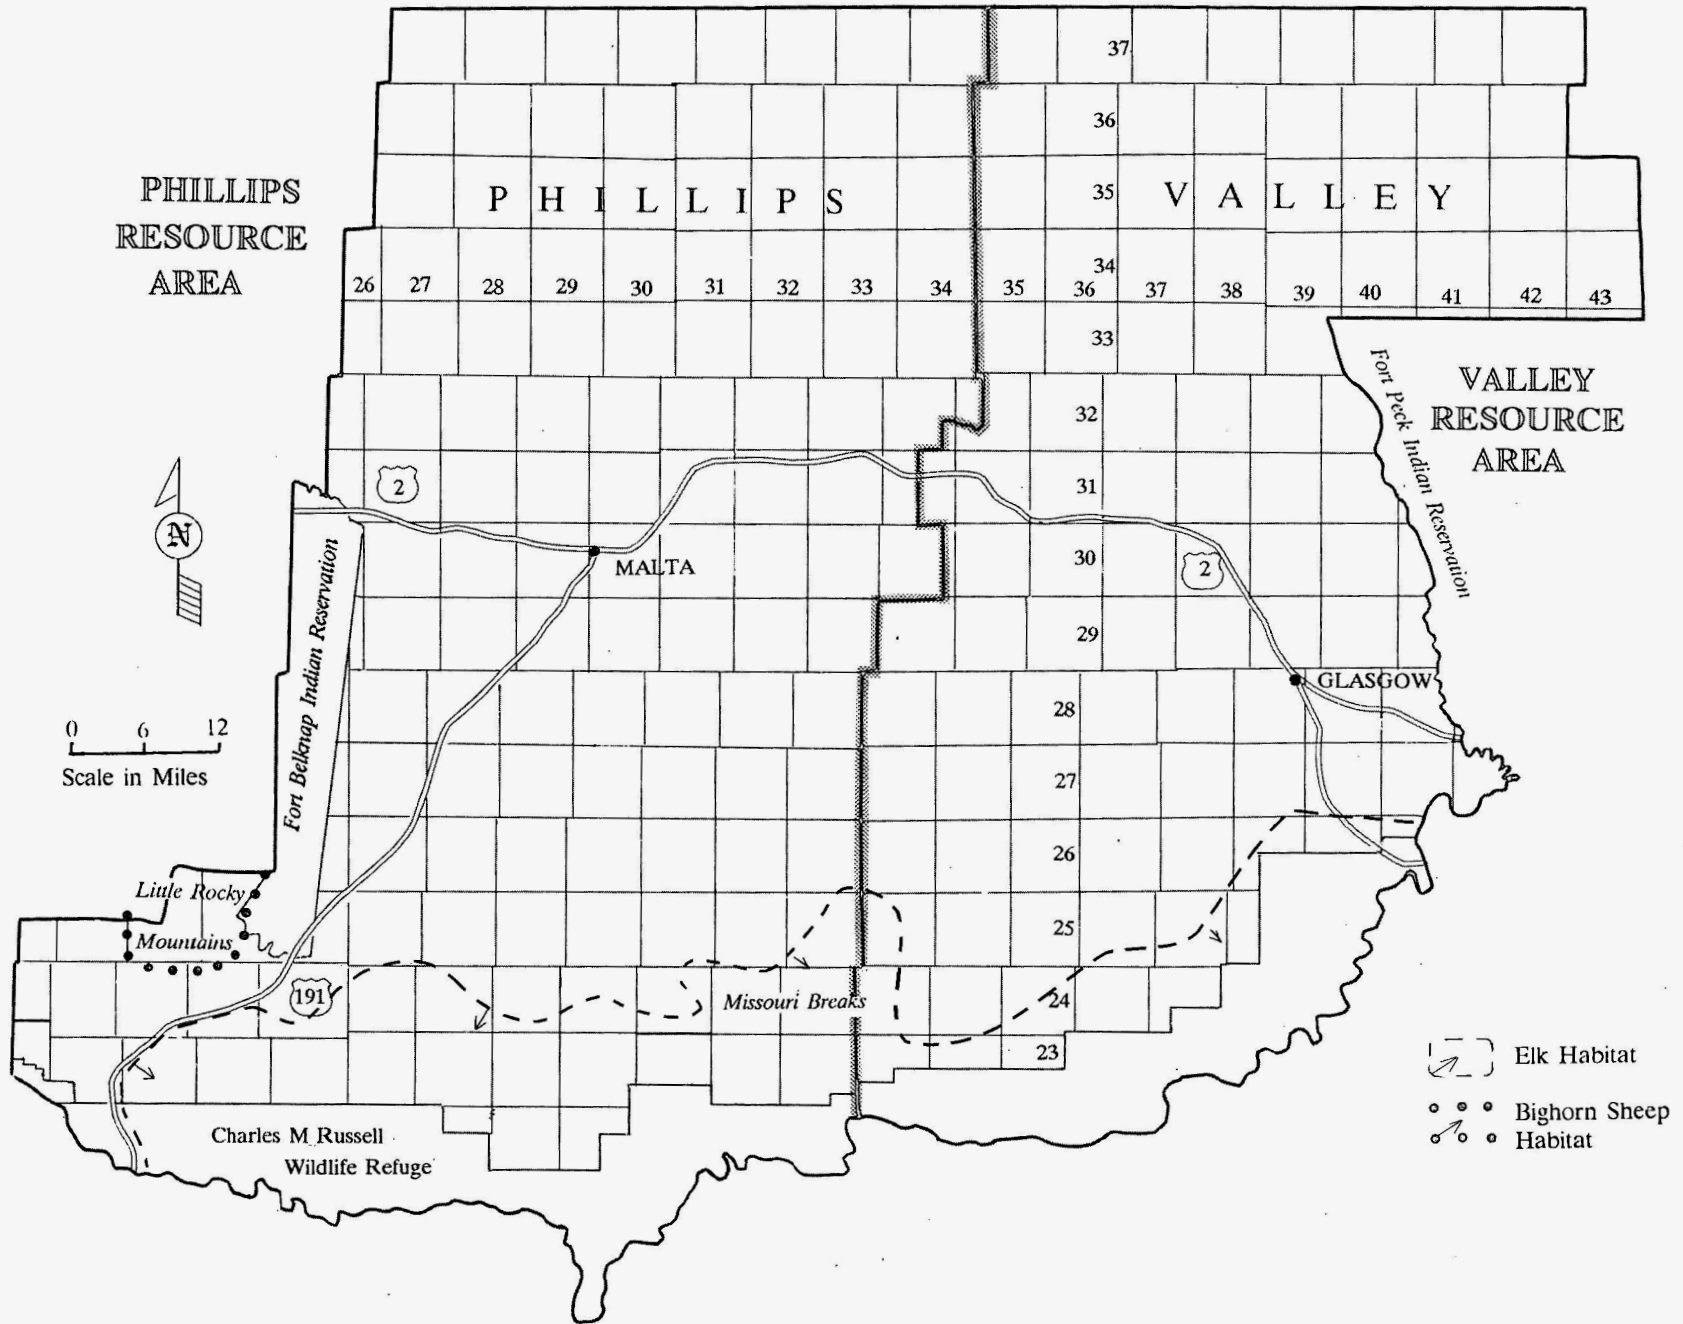 37
36
PHILLIPS
RESOURCE
AREA
PHILLIPS
35
VALLEY
34
26 27 28 29 30 31 32 33 34 35 36 37 38 39 40 41 42 43
33
Fort Peck Indian Reservation
VALLEY
RESOURCE
AREA
32
2
31
N
MALTA
30
2
Fort Belknap Indian Reservation
29
GLASGOW
28
0 6 12
Scale in Miles
27
26
Little Rocky
Mountains
25
191
Missouri Breaks
24
23
Elk Habitat
Bighorn Sheep
Habitat
Charles M Russell
Wildlife Refuge